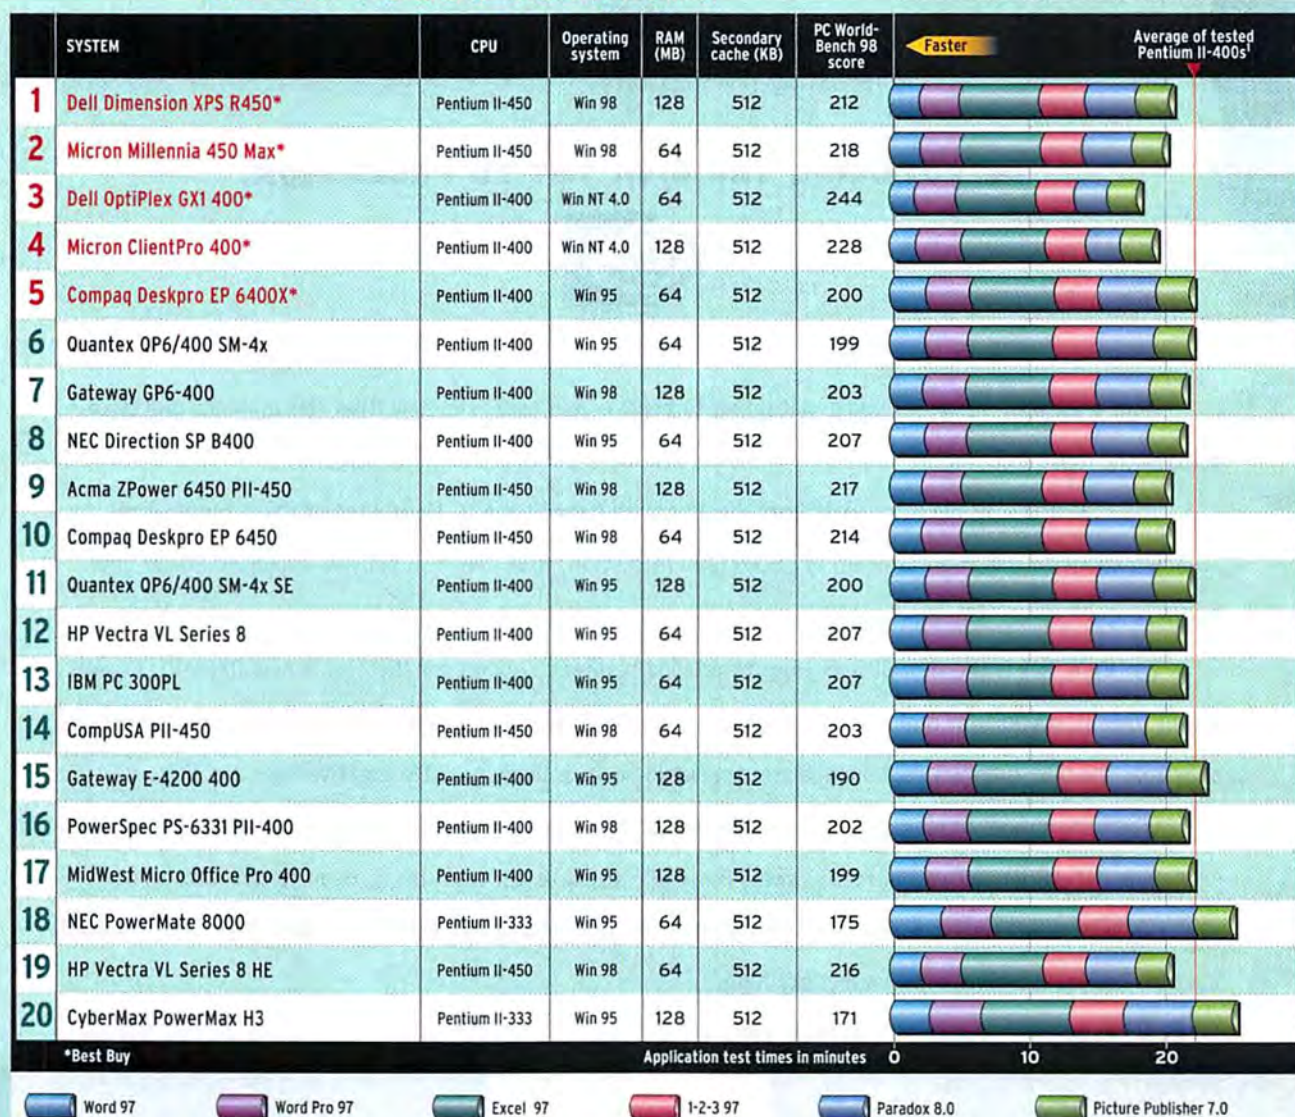 SYSTEM CPU Operating system RAM (MB) Secondary cache (KB) PC World-Bench 98 score Faster Average of tested Pentium II-400s¹
1 Dell Dimension XPS R450* Pentium II-450 Win 98 128 512 212
2 Micron Millennia 450 Max* Pentium II-450 Win 98 64 512 218
3 Dell OptiPlex GX1 400* Pentium II-400 Win NT 4.0 64 512 244
4 Micron ClientPro 400* Pentium II-400 Win NT 4.0 128 512 228
5 Compaq Deskpro EP 6400X* Pentium II-400 Win 95 64 512 200
6 Quantex QP6/400 SM-4x Pentium II-400 Win 95 64 512 199
7 Gateway GP6-400 Pentium II-400 Win 98 128 512 203
8 NEC Direction SP B400 Pentium II-400 Win 95 64 512 207
9 Acma ZPower 6450 PII-450 Pentium II-450 Win 98 128 512 217
10 Compaq Deskpro EP 6450 Pentium II-450 Win 98 64 512 214
11 Quantex QP6/400 SM-4x SE Pentium II-400 Win 95 128 512 200
12 HP Vectra VL Series 8 Pentium II-400 Win 95 64 512 207
13 IBM PC 300PL Pentium II-400 Win 95 64 512 207
14 CompUSA PII-450 Pentium II-450 Win 98 64 512 203
15 Gateway E-4200 400 Pentium II-400 Win 95 128 512 190
16 PowerSpec PS-6331 PII-400 Pentium II-400 Win 98 128 512 202
17 MidWest Micro Office Pro 400 Pentium II-400 Win 95 128 512 199
18 NEC PowerMate 8000 Pentium II-333 Win 95 64 512 175
19 HP Vectra VL Series 8 HE Pentium II-450 Win 98 64 512 216
20 CyberMax PowerMax H3 Pentium II-333 Win 95 128 512 171
*Best Buy Application test times in minutes 0 10 20
Word 97 Word Pro 97 Excel 97 1-2-3 97 Paradox 8.0 Picture Publisher 7.0